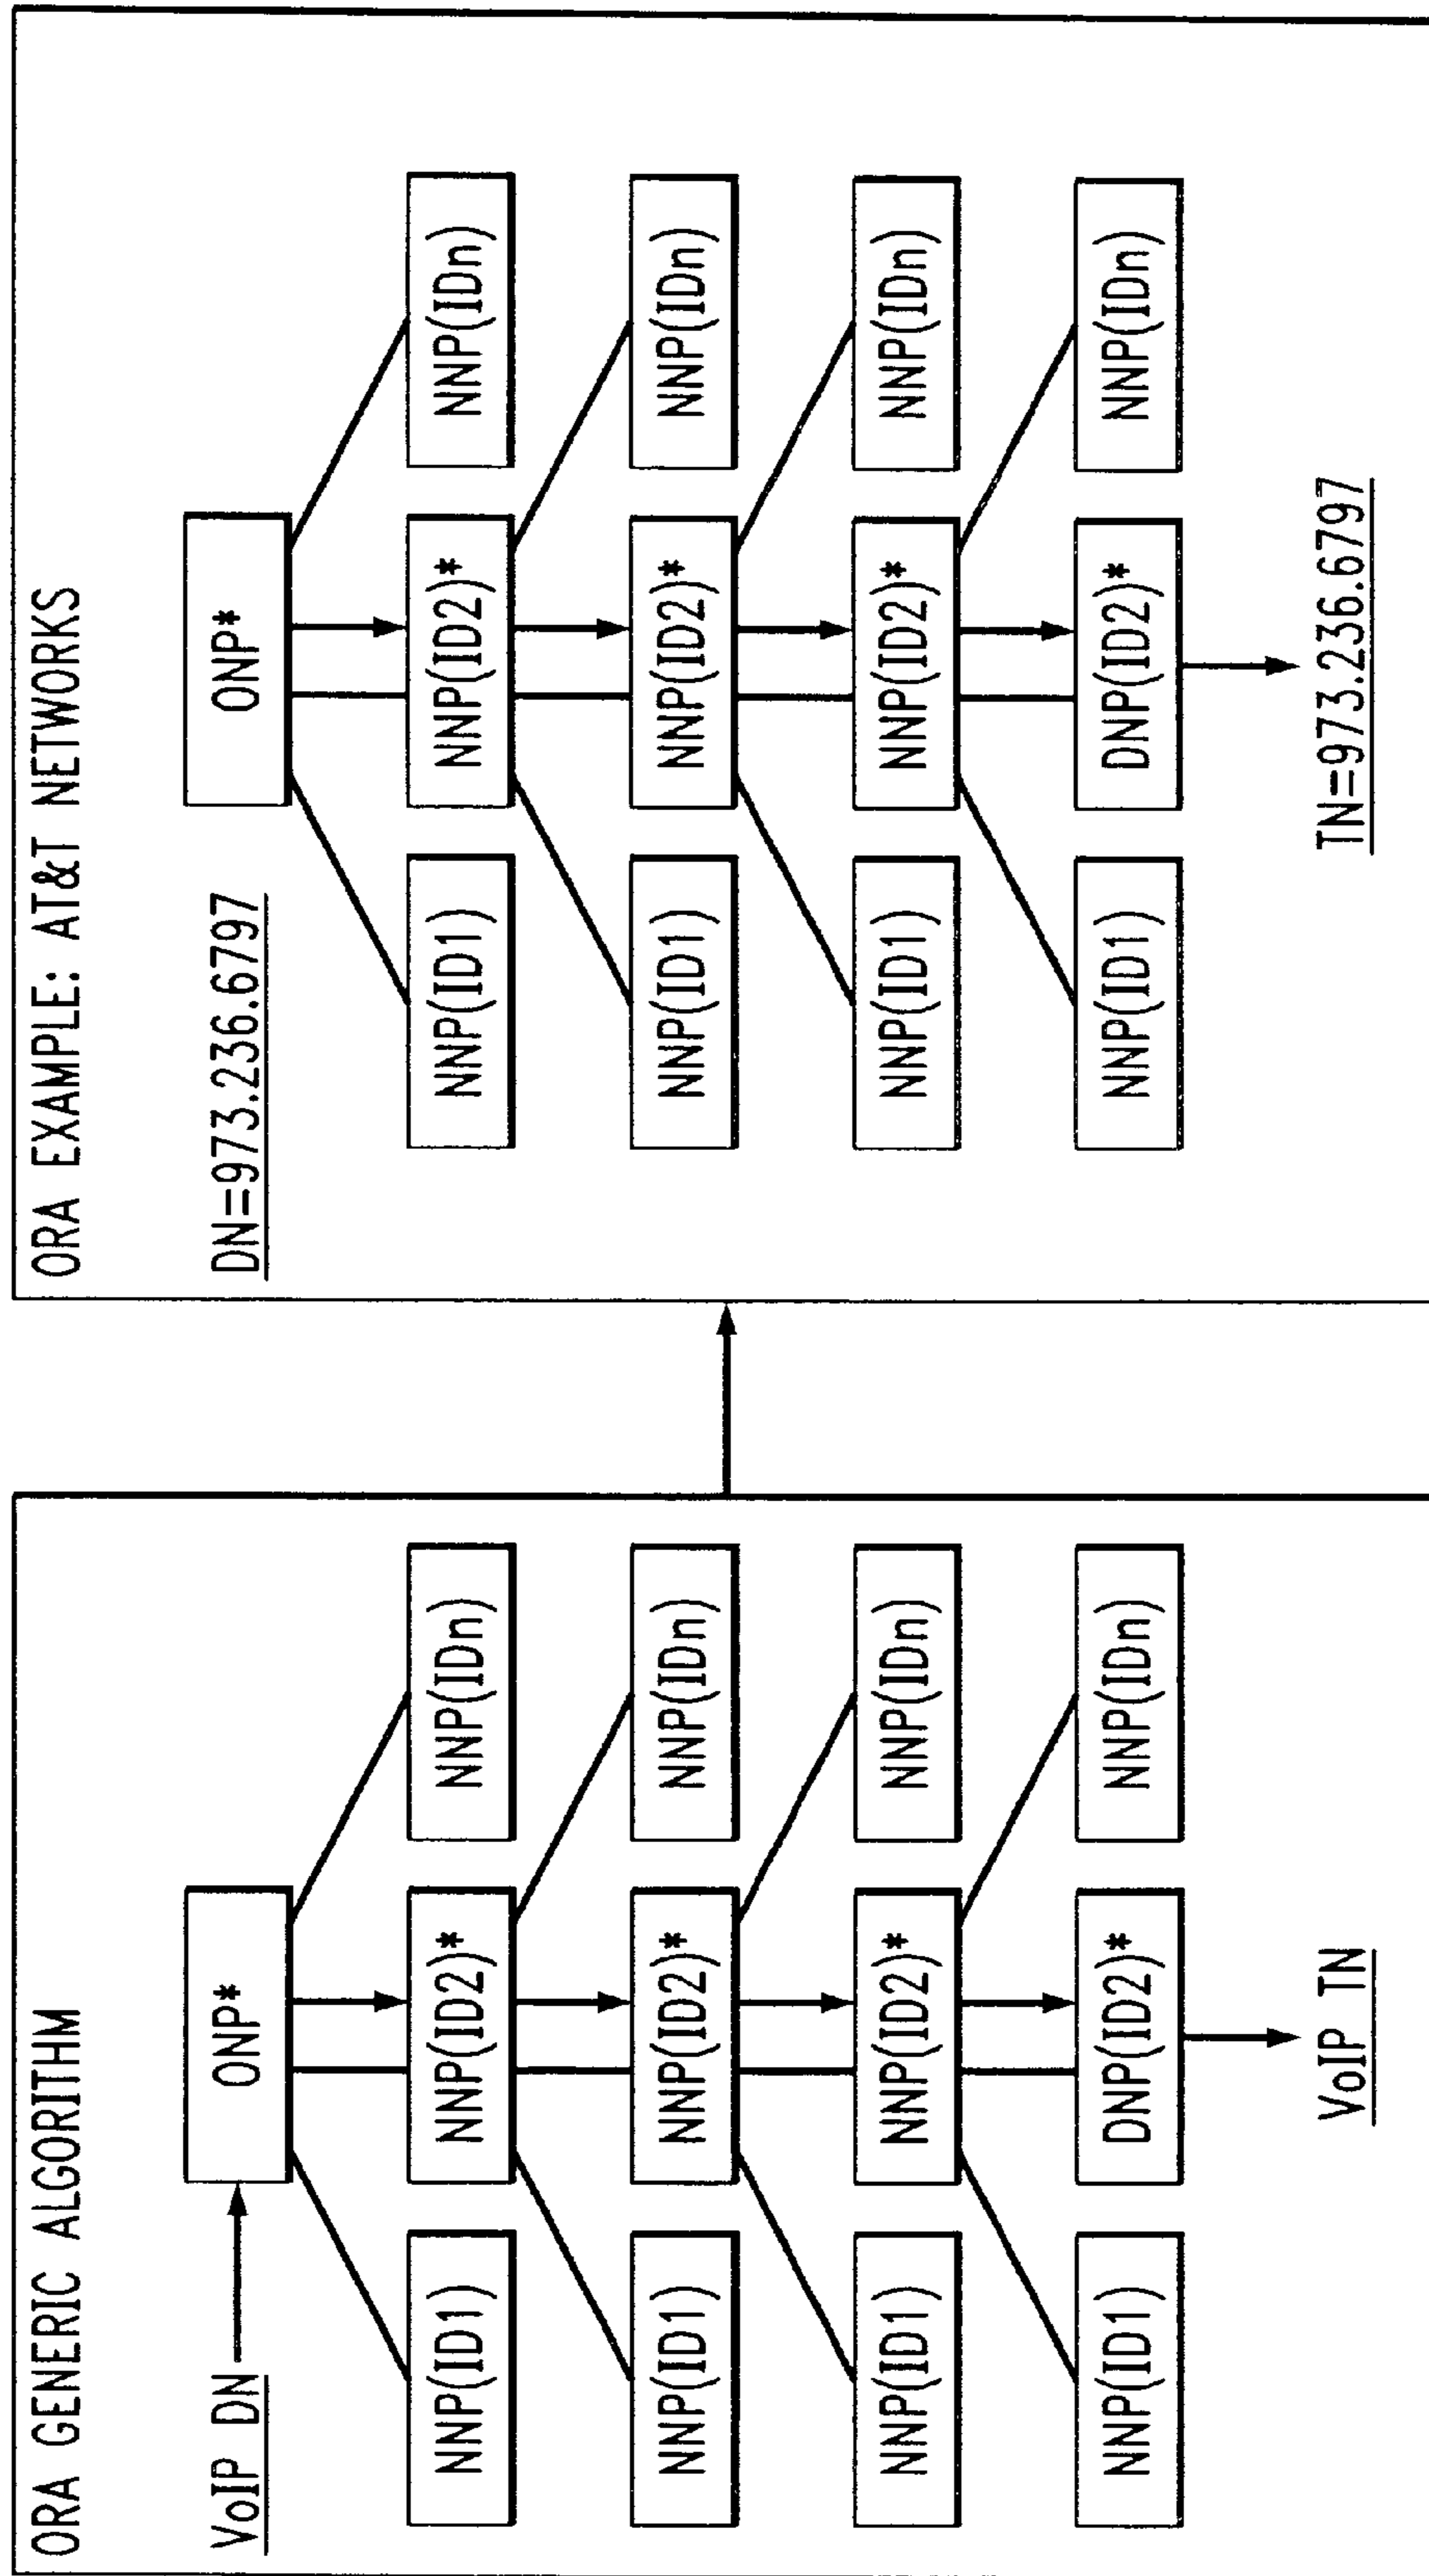 ORA GENERIC ALGORITHM
VoIP DN
ONP*
NNP(ID1)
NNP(ID2)*
NNP(IDn)
NNP(ID1)
NNP(ID2)*
NNP(IDn)
NNP(ID1)
NNP(ID2)*
NNP(IDn)
NNP(ID1)
DNP(ID2)*
NNP(IDn)
VoIP TN
ORA EXAMPLE: AT&T NETWORKS
DN=973.236.6797
ONP*
NNP(ID1)
NNP(ID2)*
NNP(IDn)
NNP(ID1)
NNP(ID2)*
NNP(IDn)
NNP(ID1)
NNP(ID2)*
NNP(IDn)
NNP(ID1)
DNP(ID2)*
NNP(IDn)
TN=973.236.6797